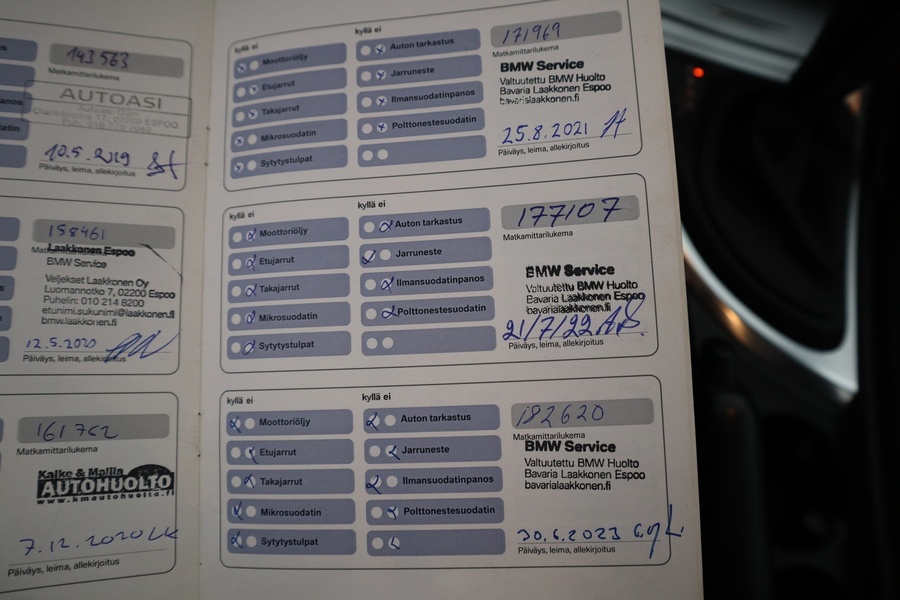 143 563
Matkamittarilukema
AUTOASI
10.5.2019
Päiväys, leima, allekirjoitus
158461
Laakkonen Espoo
BMW Service
Veljekset Laakkonen Oy
Luomannotko 7, 02200 Espoo
Puhelin: 010 214 8200
etunimi.sukunimi@laakkonen.fi
www.laakkonen.fi
12.5.2020
Päiväys, leima, allekirjoitus
161762
Matkamittarilukema
Kalke & Mallia
AUTOHUOLTO
www.kmautohuolto.fi
7.12.2020
Päiväys, leima, allekirjoitus
kyllä ei
Moottoriöljy
Etujarrut
Takajarrut
Mikrosuodatin
Sytytystulpat
kyllä ei
Auton tarkastus
Jarruneste
Ilmansuodatinpanos
Polttonestesuodatin
171969
Matkamittarilukema
BMW Service
Valtuutettu BMW Huolto
Bavaria Laakkonen Espoo
bavarialaakkonen.fi
25.8.2021
Päiväys, leima, allekirjoitus
kyllä ei
Moottoriöljy
Etujarrut
Takajarrut
Mikrosuodatin
Sytytystulpat
kyllä ei
Auton tarkastus
Jarruneste
Ilmansuodatinpanos
Polttonestesuodatin
177107
Matkamittarilukema
BMW Service
Valtuutettu BMW Huolto
Bavaria Laakkonen Espoo
bavarialaakkonen.fi
21/7/22
Päiväys, leima, allekirjoitus
kyllä ei
Moottoriöljy
Etujarrut
Takajarrut
Mikrosuodatin
Sytytystulpat
kyllä ei
Auton tarkastus
Jarruneste
Ilmansuodatinpanos
Polttonestesuodatin
182620
Matkamittarilukema
BMW Service
Valtuutettu BMW Huolto
Bavaria Laakkonen Espoo
bavarialaakkonen.fi
30.6.2023
Päiväys, leima, allekirjoitus